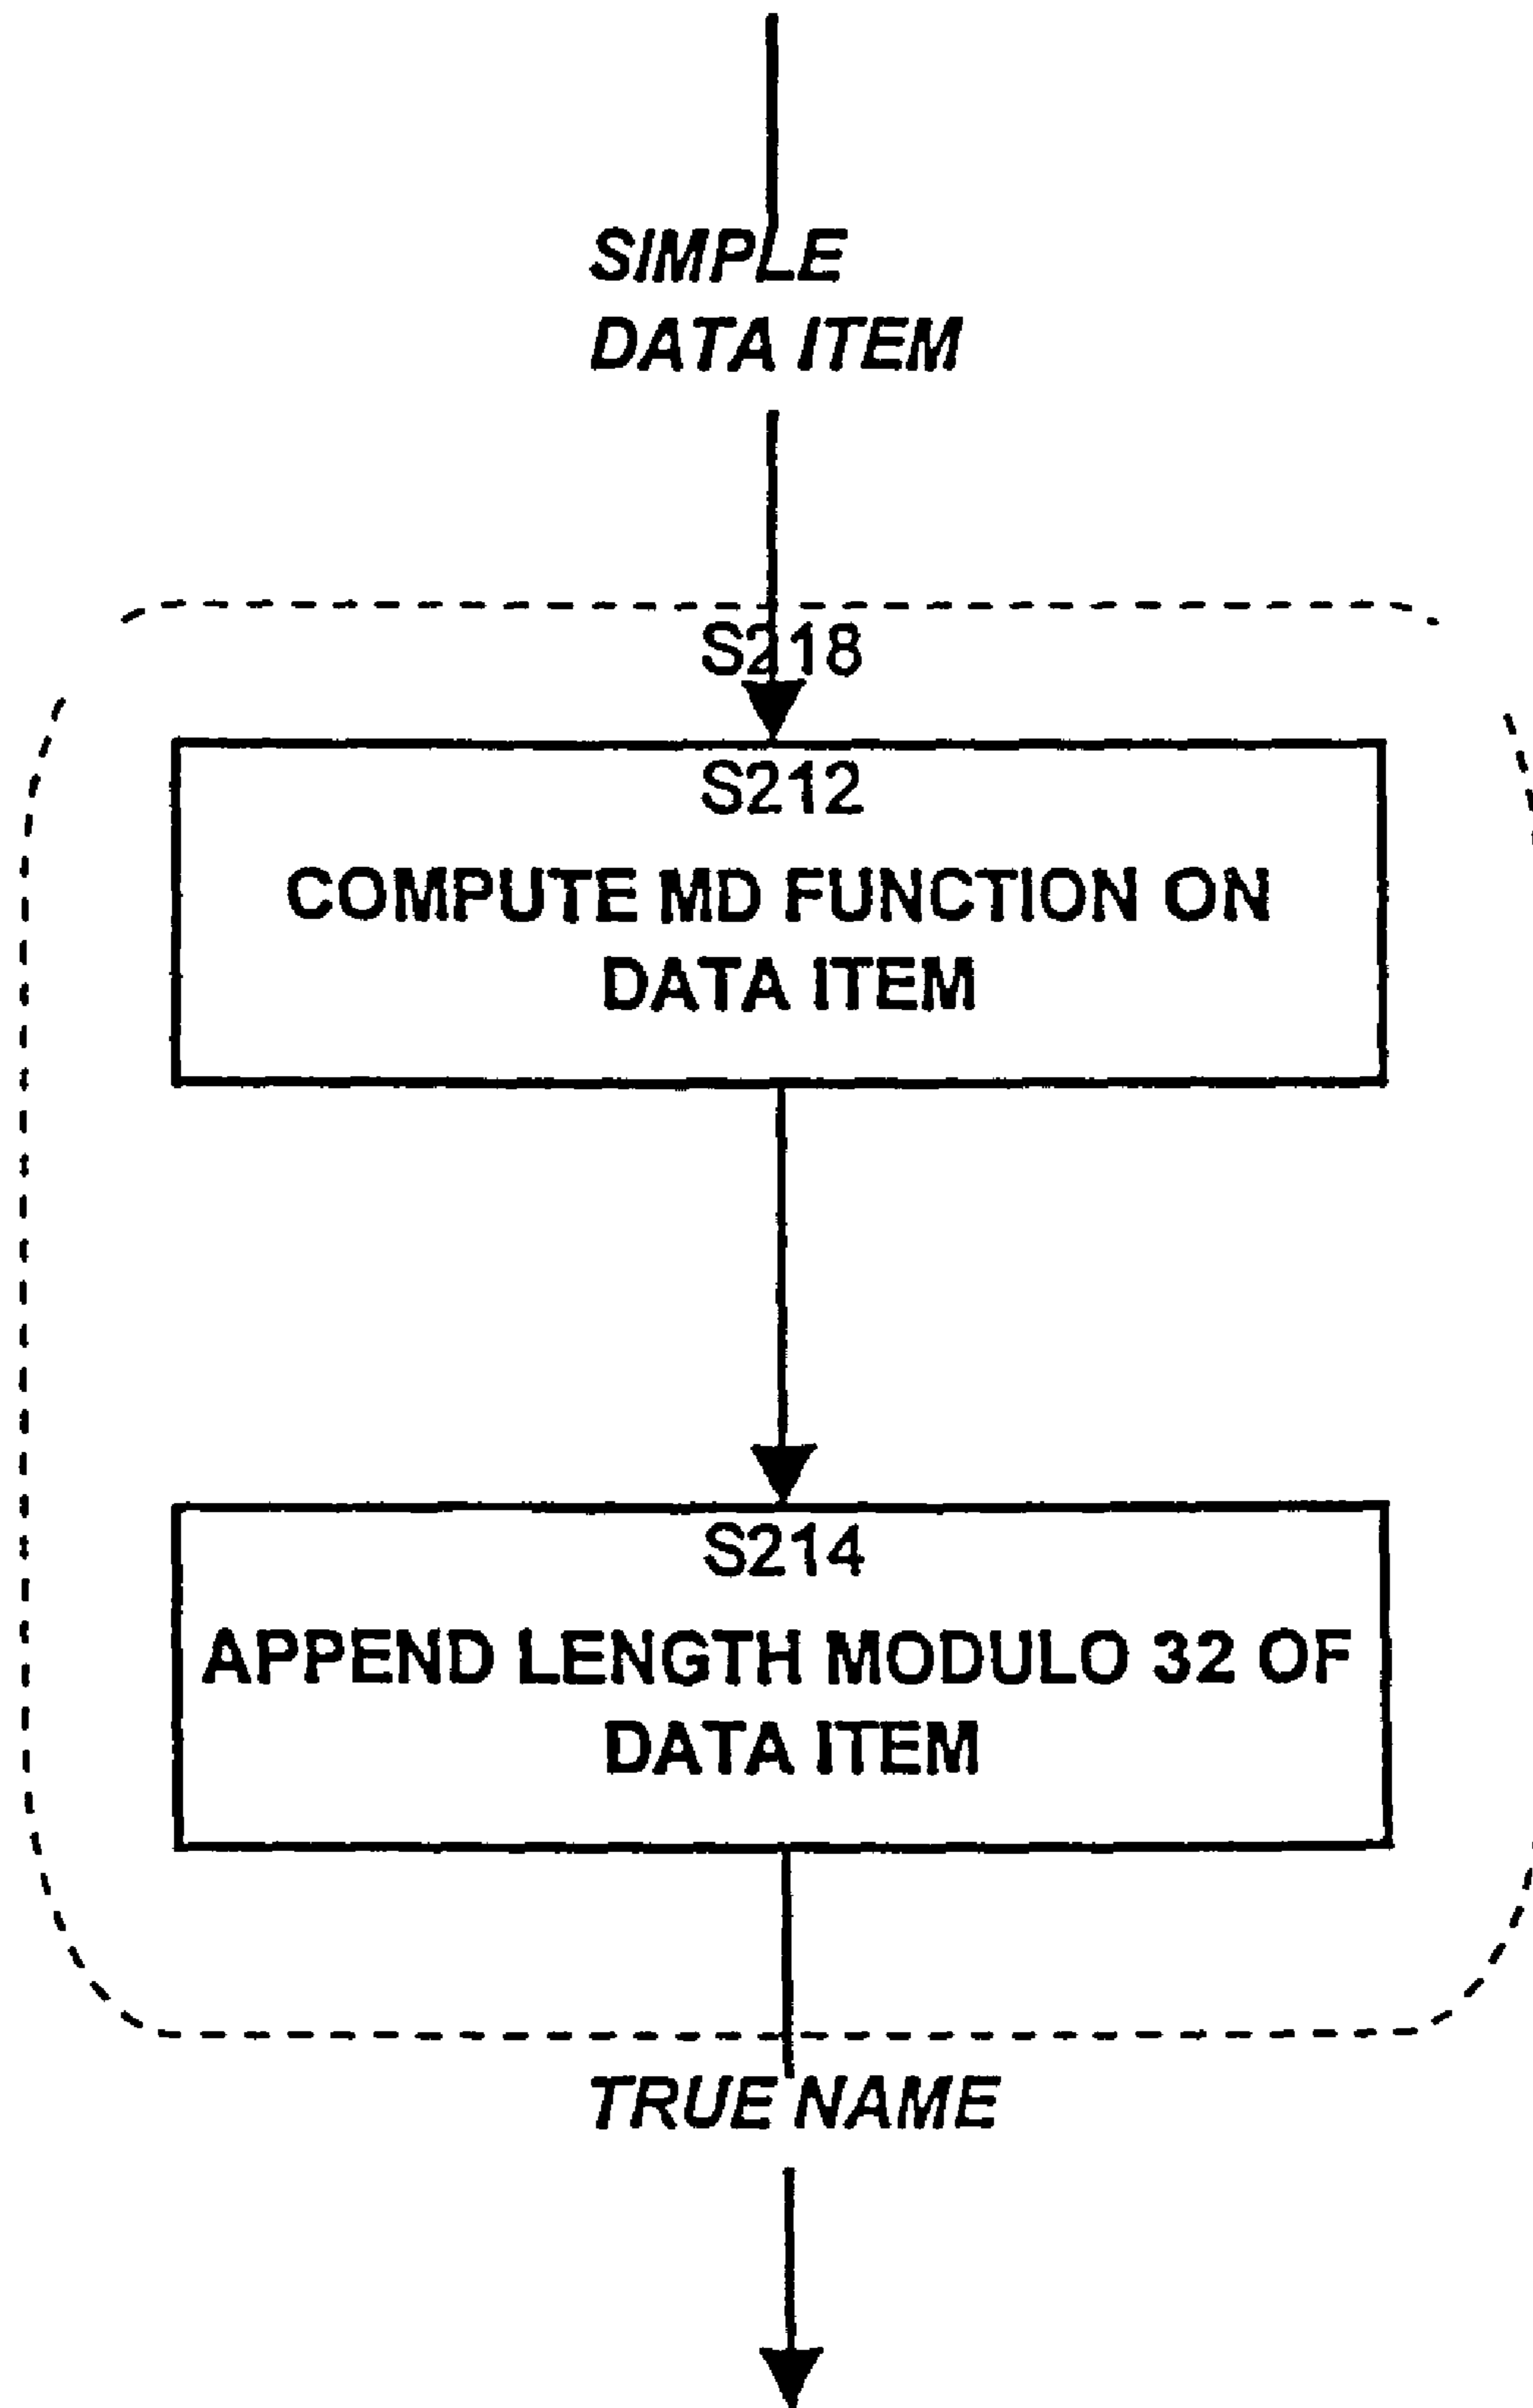 SIMPLE
DATA ITEM
S218
S212
COMPUTE MD FUNCTION ON
DATA ITEM
S214
APPEND LENGTH MODULO 32 OF
DATA ITEM
TRUE NAME